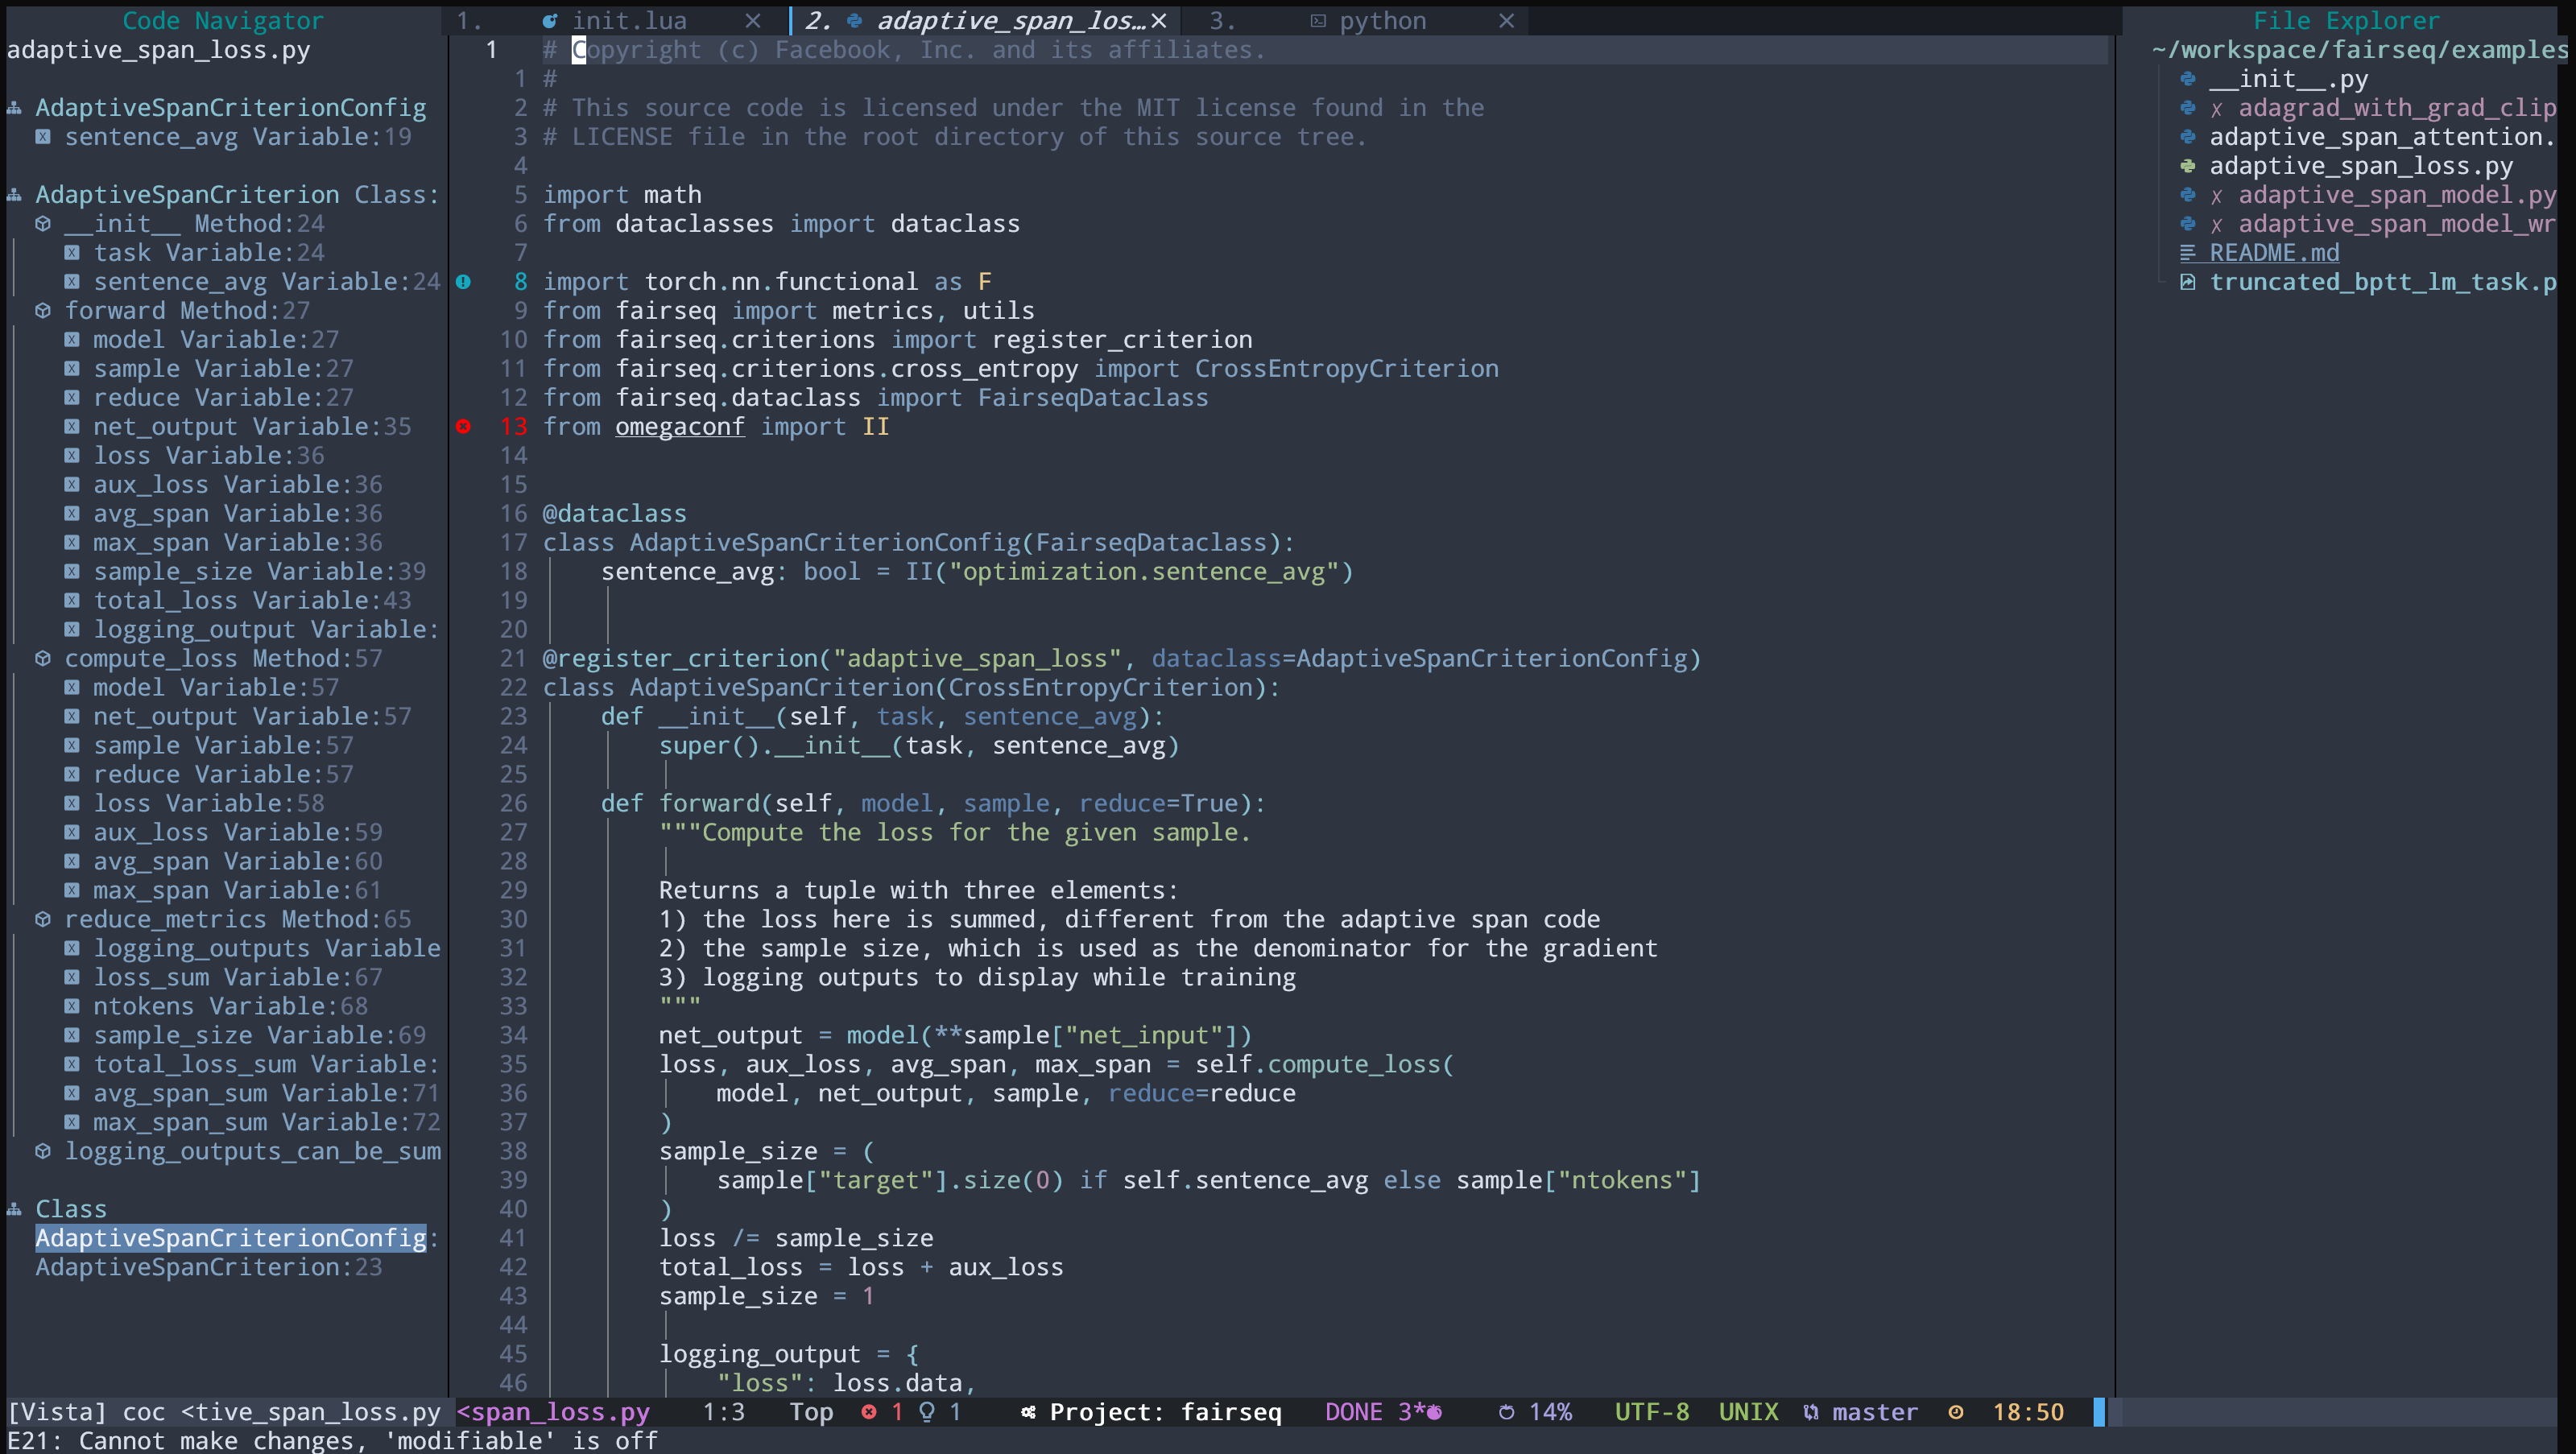 Code Navigator
adaptive_span_loss.py
AdaptiveSpanCriterionConfig
sentence_avg Variable:19
AdaptiveSpanCriterion Class:
__init__ Method:24
task Variable:24
sentence_avg Variable:24
forward Method:27
model Variable:27
sample Variable:27
reduce Variable:27
net_output Variable:35
loss Variable:36
aux_loss Variable:36
avg_span Variable:36
max_span Variable:36
sample_size Variable:39
total_loss Variable:43
logging_output Variable:
compute_loss Method:57
model Variable:57
net_output Variable:57
sample Variable:57
reduce Variable:57
loss Variable:58
aux_loss Variable:59
avg_span Variable:60
max_span Variable:61
reduce_metrics Method:65
logging_outputs Variable
loss_sum Variable:67
ntokens Variable:68
sample_size Variable:69
total_loss_sum Variable:
avg_span_sum Variable:71
max_span_sum Variable:72
logging_outputs_can_be_sum
Class
AdaptiveSpanCriterionConfig:
AdaptiveSpanCriterion:23
1. init.lua × 2. adaptive_span_los…× 3. python ×
1 # Copyright (c) Facebook, Inc. and its affiliates.
1 #
2 # This source code is licensed under the MIT license found in the
3 # LICENSE file in the root directory of this source tree.
4
5 import math
6 from dataclasses import dataclass
7
8 import torch.nn.functional as F
9 from fairseq import metrics, utils
10 from fairseq.criterions import register_criterion
11 from fairseq.criterions.cross_entropy import CrossEntropyCriterion
12 from fairseq.dataclass import FairseqDataclass
13 from omegaconf import II
14
15
16 @dataclass
17 class AdaptiveSpanCriterionConfig(FairseqDataclass):
18 sentence_avg: bool = II("optimization.sentence_avg")
19
20
21 @register_criterion("adaptive_span_loss", dataclass=AdaptiveSpanCriterionConfig)
22 class AdaptiveSpanCriterion(CrossEntropyCriterion):
23 def __init__(self, task, sentence_avg):
24 super().__init__(task, sentence_avg)
25
26 def forward(self, model, sample, reduce=True):
27 """Compute the loss for the given sample.
28
29 Returns a tuple with three elements:
30 1) the loss here is summed, different from the adaptive span code
31 2) the sample size, which is used as the denominator for the gradient
32 3) logging outputs to display while training
33 """
34 net_output = model(**sample["net_input"])
35 loss, aux_loss, avg_span, max_span = self.compute_loss(
36 model, net_output, sample, reduce=reduce
37 )
38 sample_size = (
39 sample["target"].size(0) if self.sentence_avg else sample["ntokens"]
40 )
41 loss /= sample_size
42 total_loss = loss + aux_loss
43 sample_size = 1
44
45 logging_output = {
46 "loss": loss.data,
File Explorer
~/workspace/fairseq/examples
__init__.py
✗ adagrad_with_grad_clip
adaptive_span_attention.
adaptive_span_loss.py
✗ adaptive_span_model.py
✗ adaptive_span_model_wr
README.md
truncated_bptt_lm_task.p
[Vista] coc <tive_span_loss.py <span_loss.py 1:3 Top 1 1 Project: fairseq DONE 3* 14% UTF-8 UNIX master 18:50
E21: Cannot make changes, 'modifiable' is off